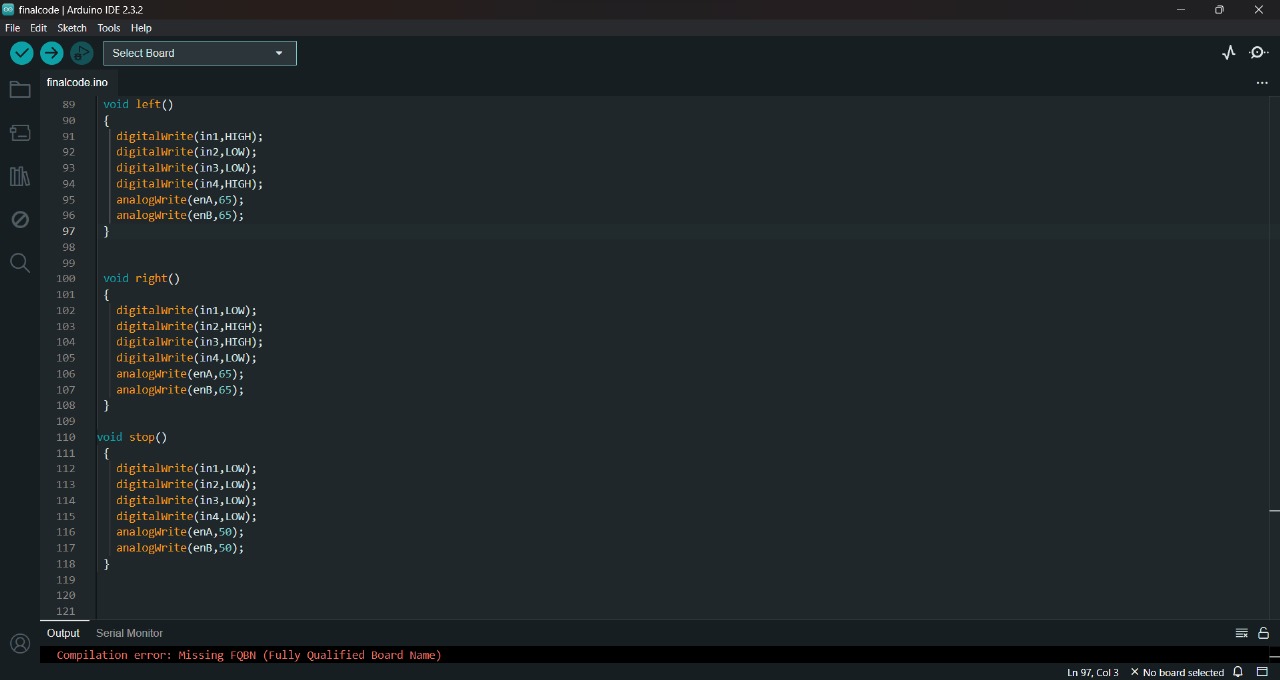 finalcode | Arduino IDE 2.3.2
File Edit Sketch Tools Help
Select Board
finalcode.ino
89 void left()
90 {
91 digitalWrite(in1,HIGH);
92 digitalWrite(in2,LOW);
93 digitalWrite(in3,LOW);
94 digitalWrite(in4,HIGH);
95 analogWrite(enA,65);
96 analogWrite(enB,65);
97 }
98
99
100 void right()
101 {
102 digitalWrite(in1,LOW);
103 digitalWrite(in2,HIGH);
104 digitalWrite(in3,HIGH);
105 digitalWrite(in4,LOW);
106 analogWrite(enA,65);
107 analogWrite(enB,65);
108 }
109
110 void stop()
111 {
112 digitalWrite(in1,LOW);
113 digitalWrite(in2,LOW);
114 digitalWrite(in3,LOW);
115 digitalWrite(in4,LOW);
116 analogWrite(enA,50);
117 analogWrite(enB,50);
118 }
119
120
121
Output Serial Monitor
Compilation error: Missing FQBN (Fully Qualified Board Name)
Ln 97, Col 3 × No board selected